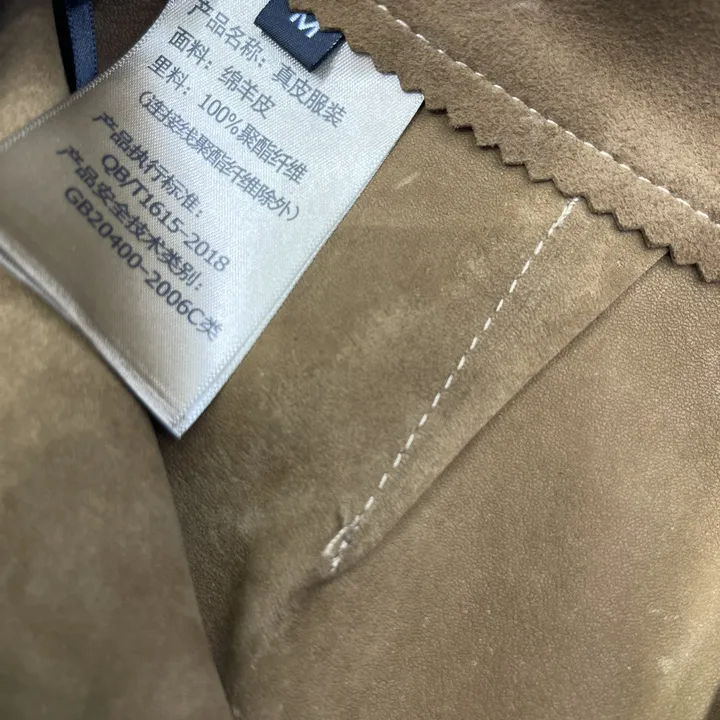 M
产品名称：真皮服装
面料：绵羊皮
里料：100%聚酯纤维
（连接线聚酯纤维除外）
产品执行标准：
QB/T1615-2018
产品安全技术类别：
GB20400-2006C类